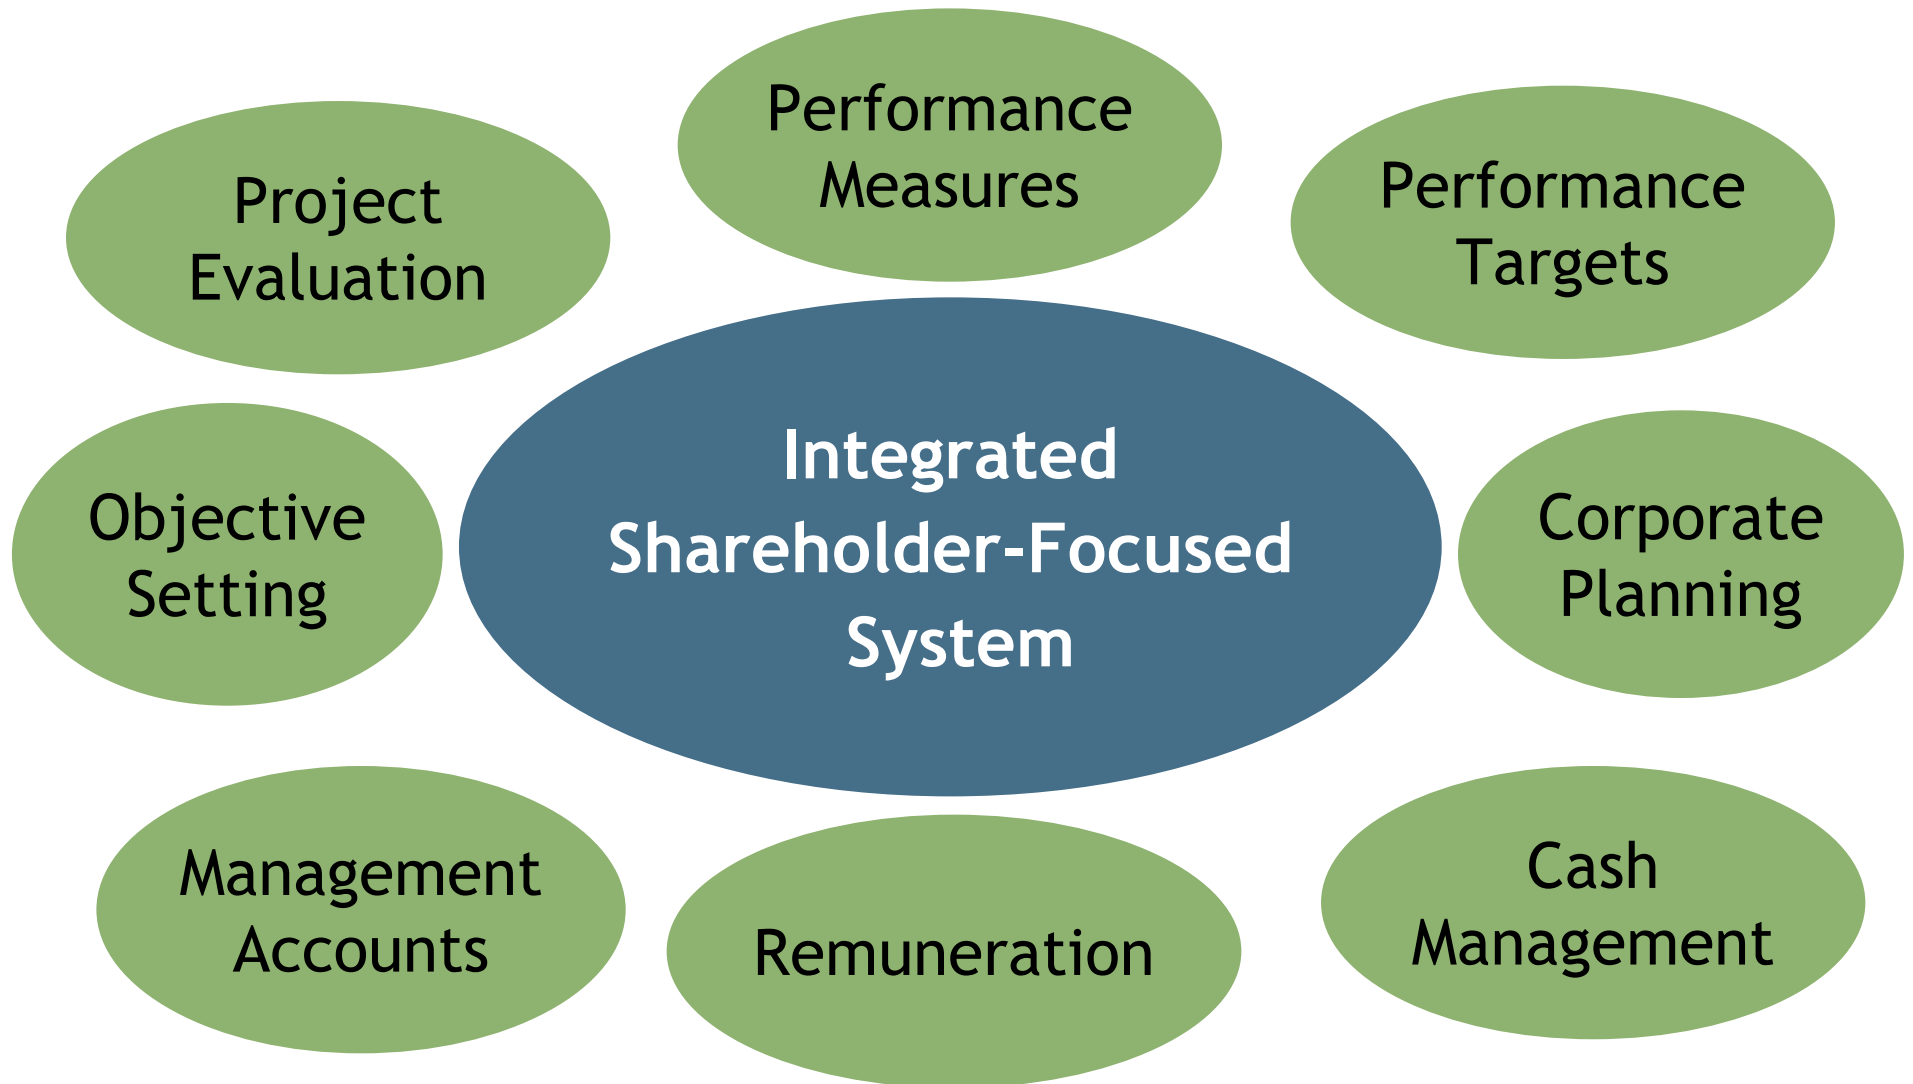 Performance
Measures
Project
Evaluation
Performance
Targets
Integrated
Shareholder-Focused
System
Objective
Setting
Corporate
Planning
Management
Accounts
Remuneration
Cash
Management